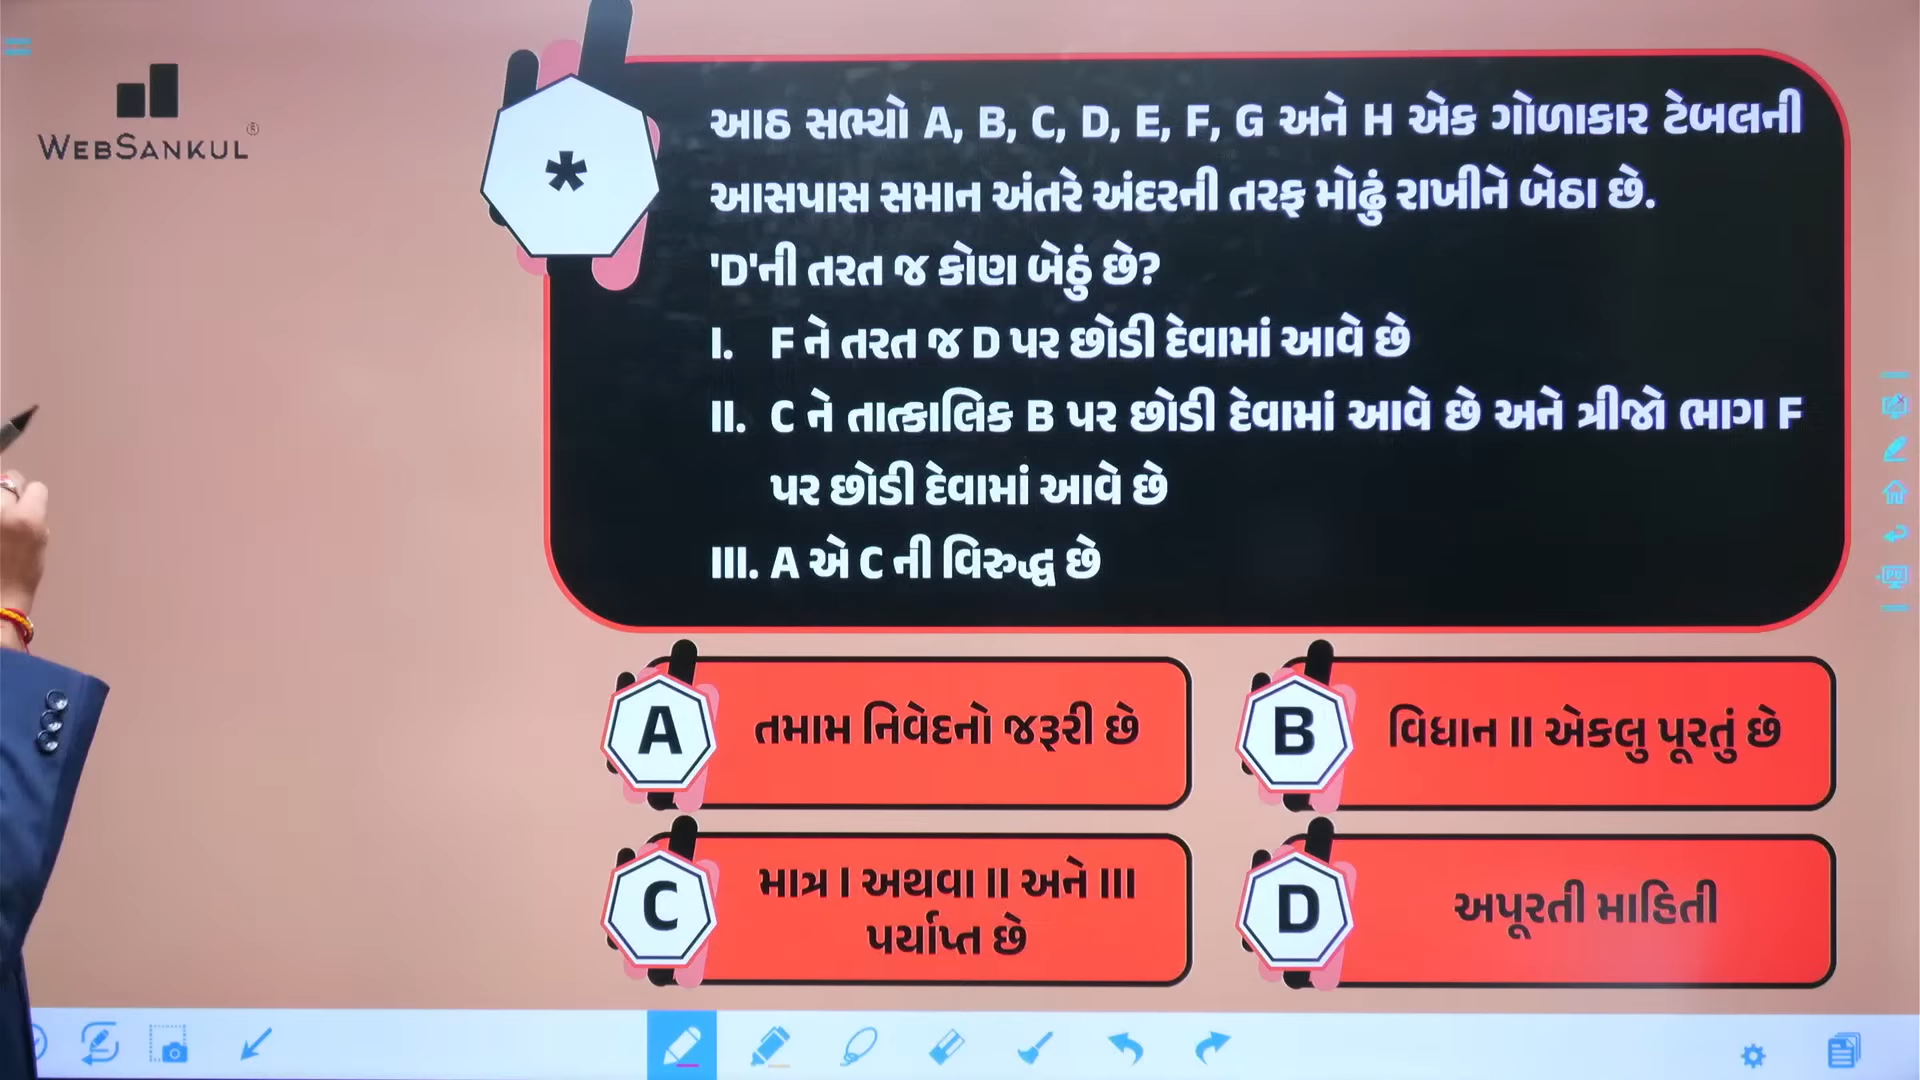 WEBSANKUL®
*
આઠ સભ્યો A, B, C, D, E, F, G અને H એક ગોળાકાર ટેબલની
આસપાસ સમાન અંતરે અંદરની તરફ મોઢું રાખીને બેઠા છે.
'D'ની તરત જ કોણ બેઠું છે?
I. F ને તરત જ D પર છોડી દેવામાં આવે છે
II. C ને તાત્કાલિક B પર છોડી દેવામાં આવે છે અને ત્રીજો ભાગ F
પર છોડી દેવામાં આવે છે
III. A એ C ની વિરુદ્ધ છે
A તમામ નિવેદનો જરૂરી છે
B વિધાન II એકલુ પૂરતું છે
C માત્ર I અથવા II અને III
પર્યાપ્ત છે
D અપૂરતી માહિતી